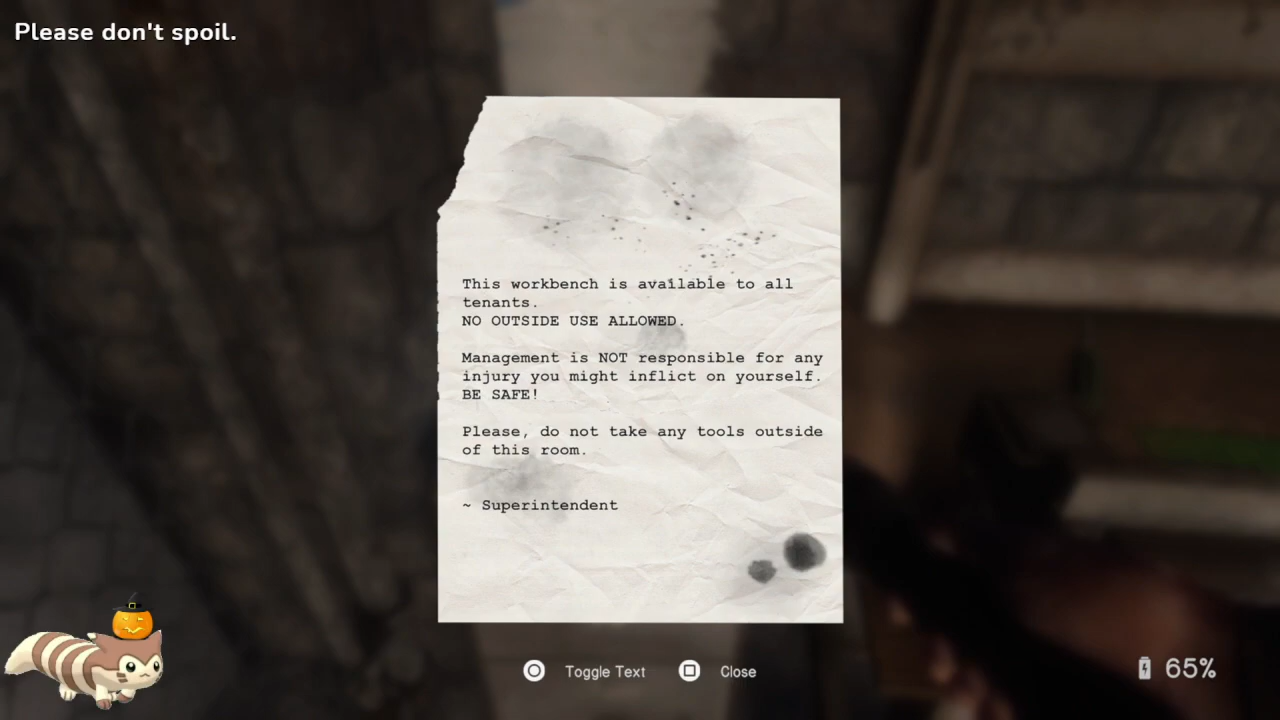 Please don't spoil.
This workbench is available to all
tenants.
NO OUTSIDE USE ALLOWED.
Management is NOT responsible for any
injury you might inflict on yourself.
BE SAFE!
Please, do not take any tools outside
of this room.
~ Superintendent
Toggle Text
Close
65%